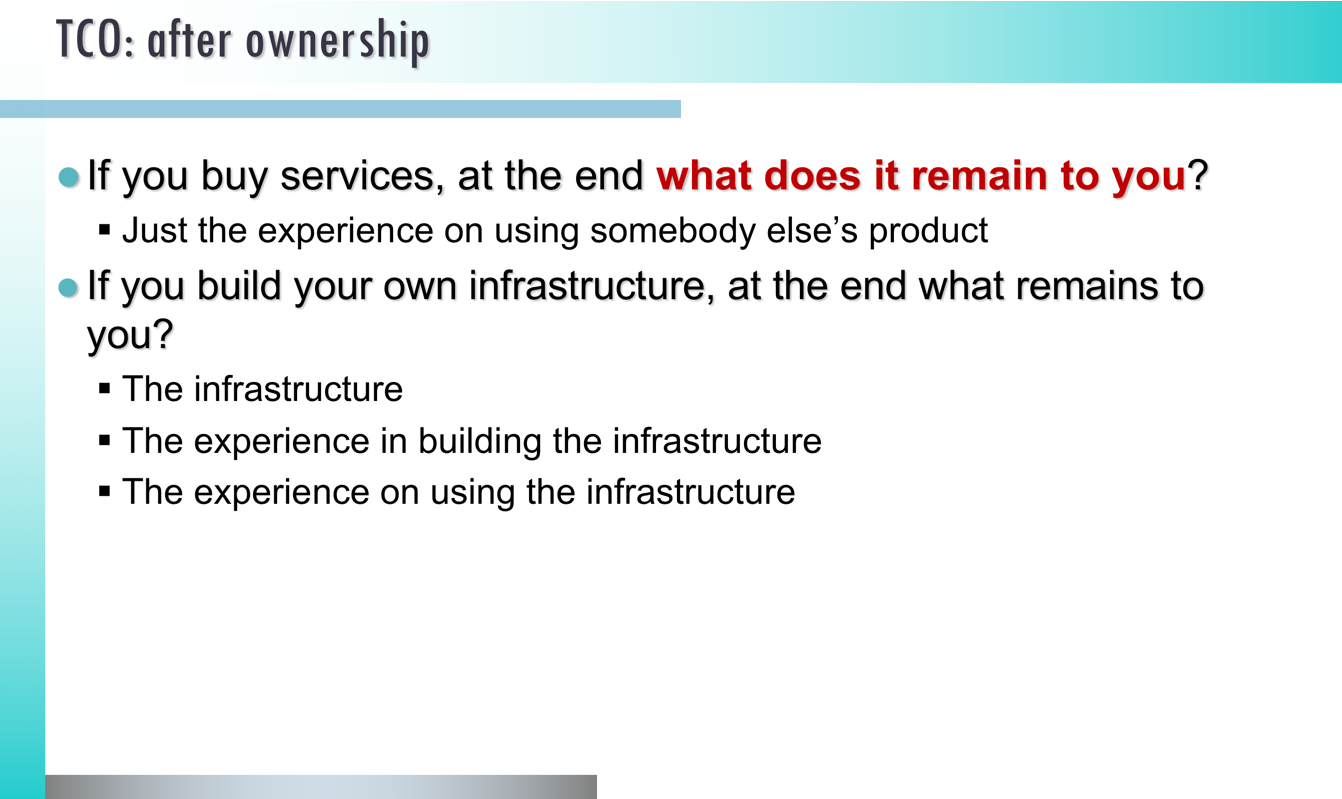 TCO: after ownership
If you buy services, at the end what does it remain to you?
Just the experience on using somebody else’s product
If you build your own infrastructure, at the end what remains to
you?
The infrastructure
The experience in building the infrastructure
The experience on using the infrastructure